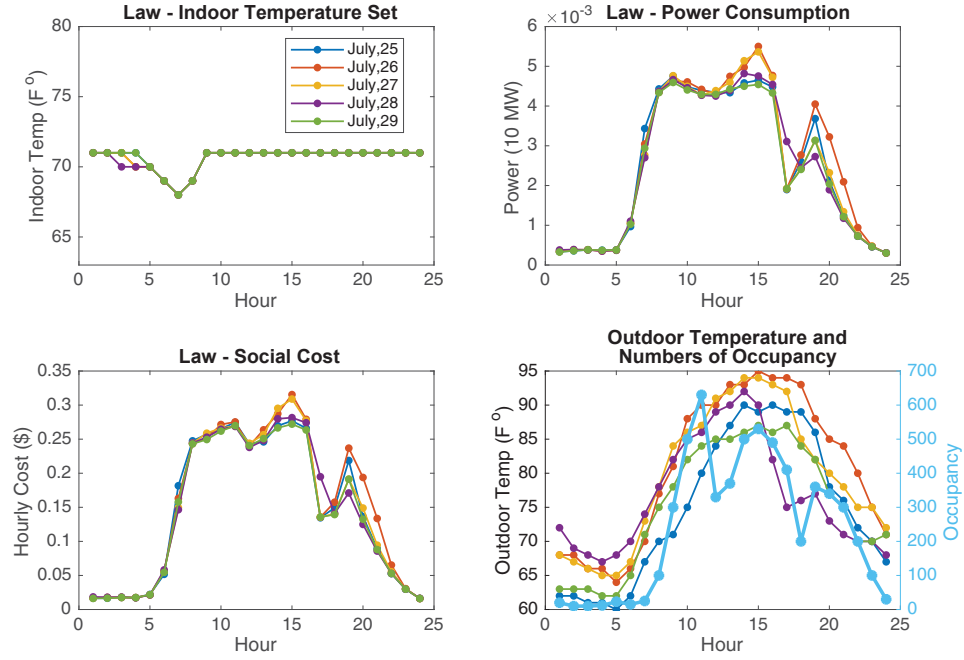 Law - Indoor Temperature Set
80
75
70
65
Indoor Temp (F°)
0 5 10 15 20 25
Hour
July,25
July,26
July,27
July,28
July,29
Law - Power Consumption
×10⁻³
6
5
4
3
2
1
0
Power (10 MW)
0 5 10 15 20 25
Hour
Law - Social Cost
0.35
0.3
0.25
0.2
0.15
0.1
0.05
0
Hourly Cost ($)
0 5 10 15 20 25
Hour
Outdoor Temperature and
Numbers of Occupancy
95
90
85
80
75
70
65
60
Outdoor Temp (F°)
700
600
500
400
300
200
100
0
Occupancy
0 5 10 15 20 25
Hour